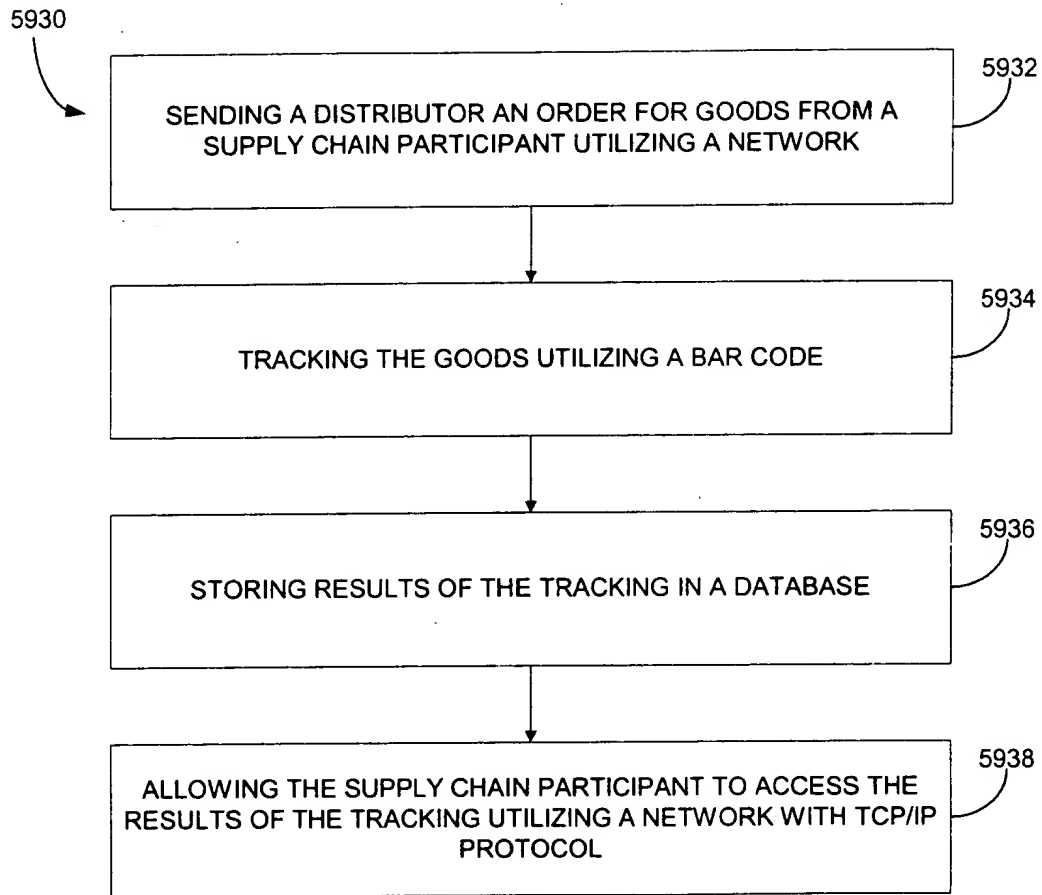 5930
5932
SENDING A DISTRIBUTOR AN ORDER FOR GOODS FROM A
SUPPLY CHAIN PARTICIPANT UTILIZING A NETWORK
5934
TRACKING THE GOODS UTILIZING A BAR CODE
5936
STORING RESULTS OF THE TRACKING IN A DATABASE
5938
ALLOWING THE SUPPLY CHAIN PARTICIPANT TO ACCESS THE
RESULTS OF THE TRACKING UTILIZING A NETWORK WITH TCP/IP
PROTOCOL